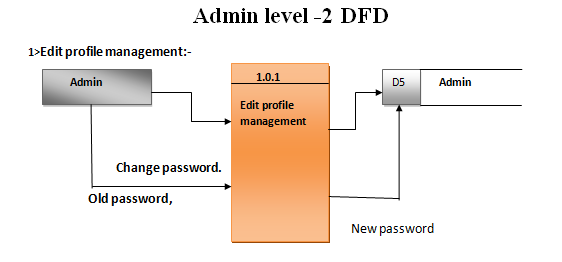 Admin level -2 DFD
1>Edit profile management:-
Admin
1.0.1
D5
Admin
Edit profile
management
Change password.
Old password,
New password